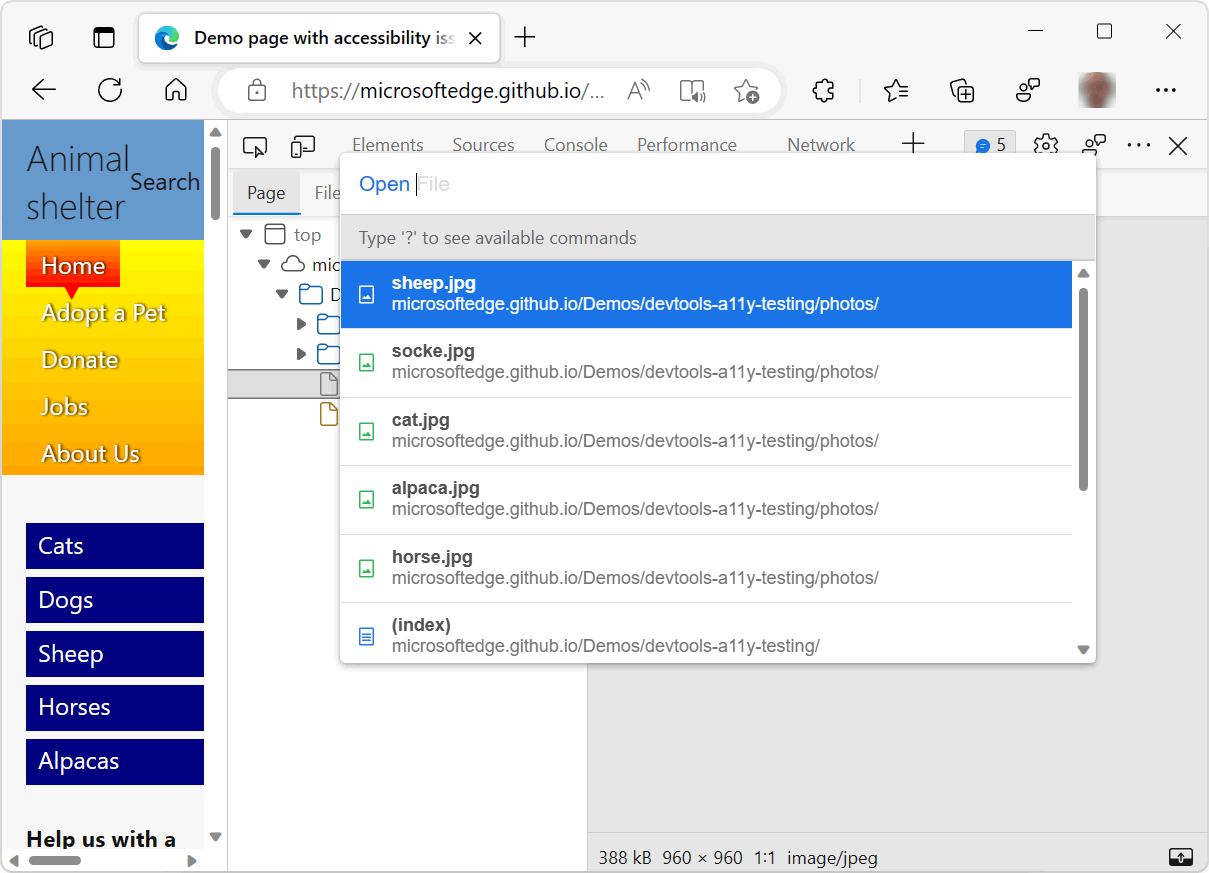 Demo page with accessibility iss
https://microsoftedge.github.io/...
Animal
shelter
Search
Home
Adopt a Pet
Donate
Jobs
About Us
Cats
Dogs
Sheep
Horses
Alpacas
Help us with a
Elements Sources Console Performance Network 5
Page File
top
mic
Open File
Type '?' to see available commands
sheep.jpg
microsoftedge.github.io/Demos/devtools-a11y-testing/photos/
socke.jpg
microsoftedge.github.io/Demos/devtools-a11y-testing/photos/
cat.jpg
microsoftedge.github.io/Demos/devtools-a11y-testing/photos/
alpaca.jpg
microsoftedge.github.io/Demos/devtools-a11y-testing/photos/
horse.jpg
microsoftedge.github.io/Demos/devtools-a11y-testing/photos/
(index)
microsoftedge.github.io/Demos/devtools-a11y-testing/
388 kB 960 × 960 1:1 image/jpeg